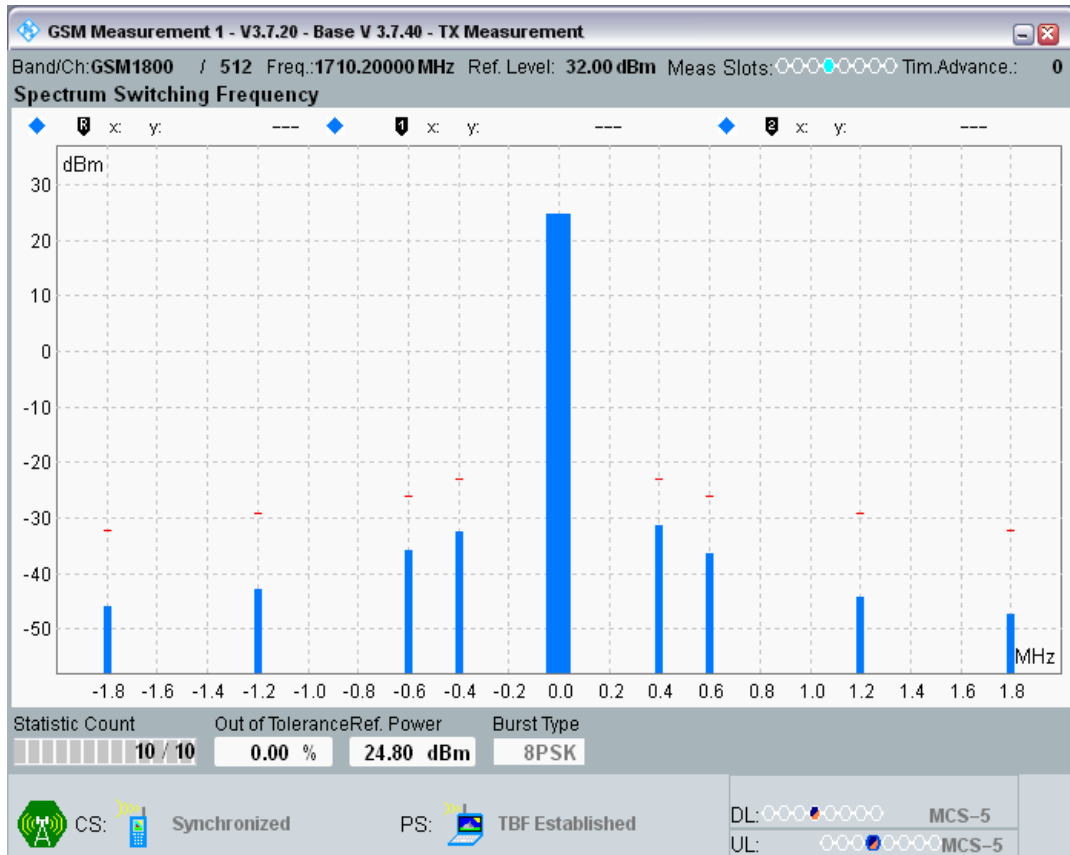 GSM Measurement 1 - V3.7.20 - Base V 3.7.40 - TX Measurement
Band/Ch:GSM1800 / 512 Freq.:1710.20000 MHz Ref. Level: 32.00 dBm Meas Slots: Tim.Advance.: 0
Spectrum Switching Frequency
R x: y: --- 1 x: y: --- 2 x: y: ---
dBm
30
20
10
0
-10
-20
-30
-40
-50
MHz
-1.8 -1.6 -1.4 -1.2 -1.0 -0.8 -0.6 -0.4 -0.2 0.0 0.2 0.4 0.6 0.8 1.0 1.2 1.4 1.6 1.8
Statistic Count Out of Tolerance Ref. Power Burst Type
10 / 10 0.00 % 24.80 dBm 8PSK
CS: Synchronized PS: TBF Established
DL: MCS-5
UL: MCS-5